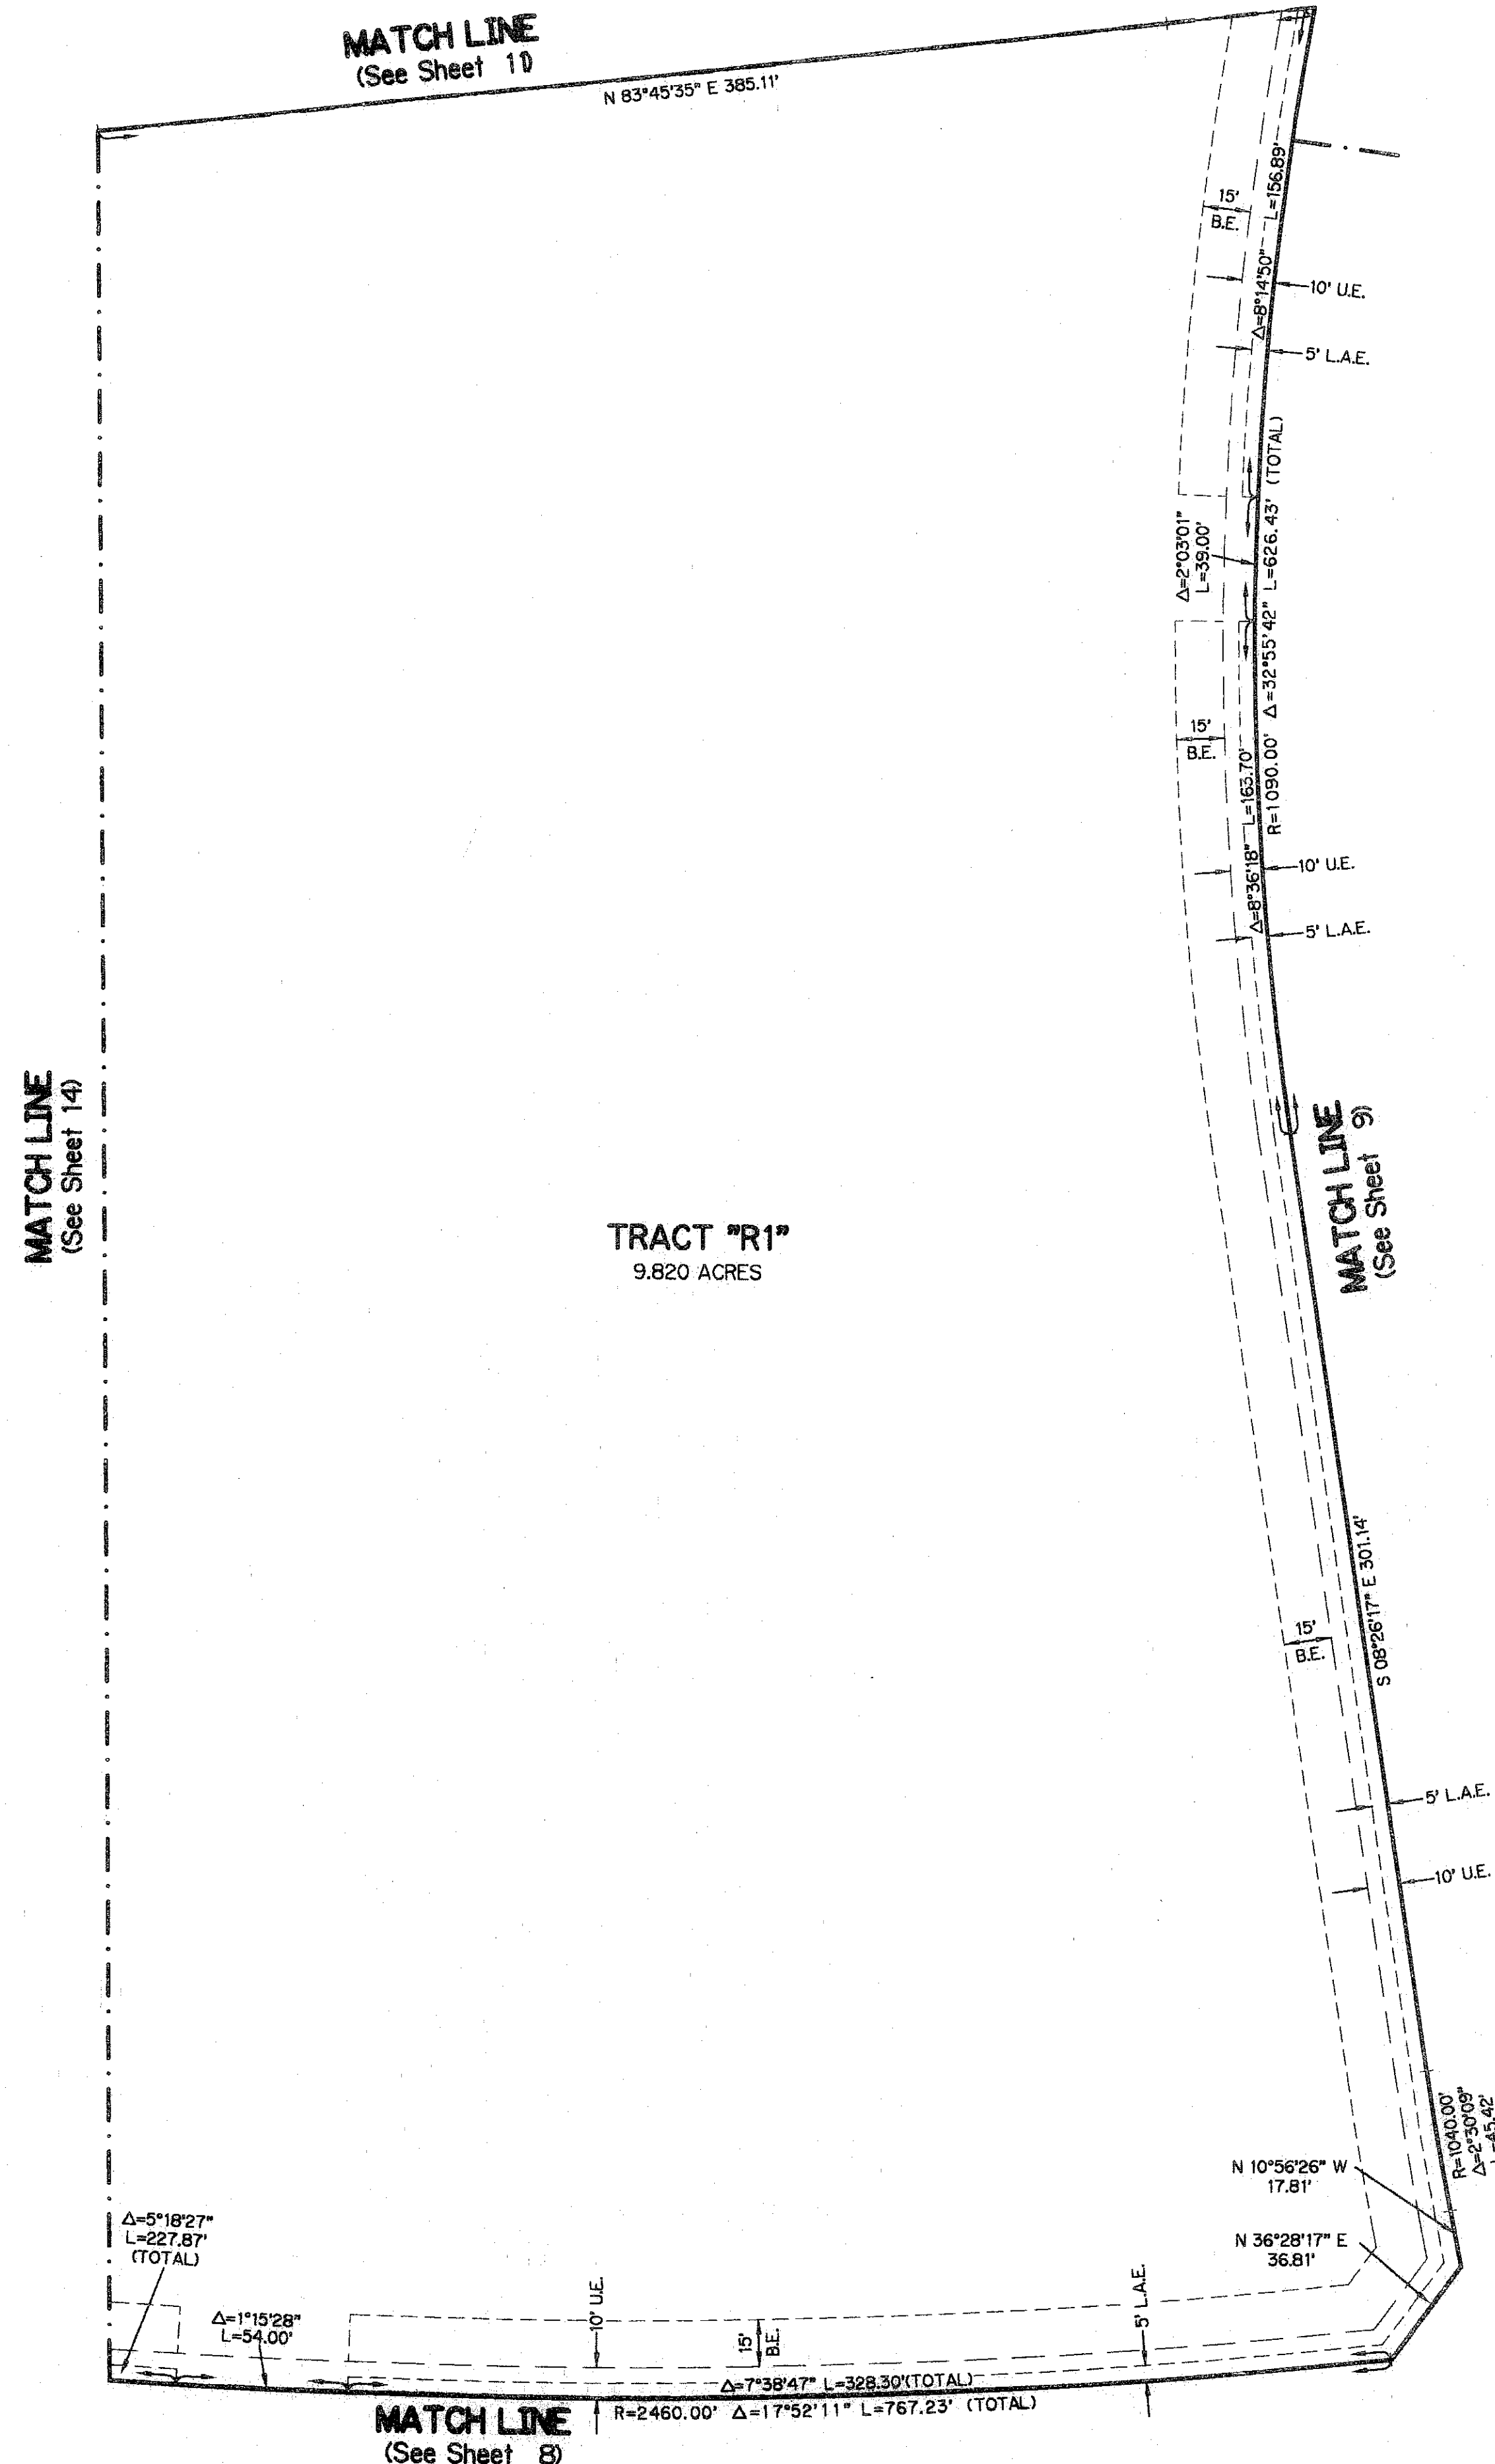 MATCH LINE
(See Sheet 11)
N 83°45'35" E 385.11'
15'
B.E.
Δ=8°14'50" L=156.89'
10' U.E.
5' L.A.E.
Δ=2°03'01"
L=39.00'
R=1090.00' Δ=32°55'42" L=626.43' (TOTAL)
15'
B.E.
Δ=8°36'18" L=163.70'
10' U.E.
5' L.A.E.
MATCH LINE
(See Sheet 14)
MATCH LINE
(See Sheet 9)
TRACT "R1"
9.820 ACRES
S 08°26'17" E 301.14'
15'
B.E.
5' L.A.E.
10' U.E.
R=1040.00'
Δ=2°30'09"
L=45.42'
N 10°56'26" W
17.81'
N 36°28'17" E
36.81'
Δ=5°18'27"
L=227.87'
(TOTAL)
Δ=1°15'28"
L=54.00'
10' U.E.
15'
B.E.
5' L.A.E.
Δ=7°38'47" L=328.30'(TOTAL)
R=2460.00' Δ=17°52'11" L=767.23' (TOTAL)
MATCH LINE
(See Sheet 8)